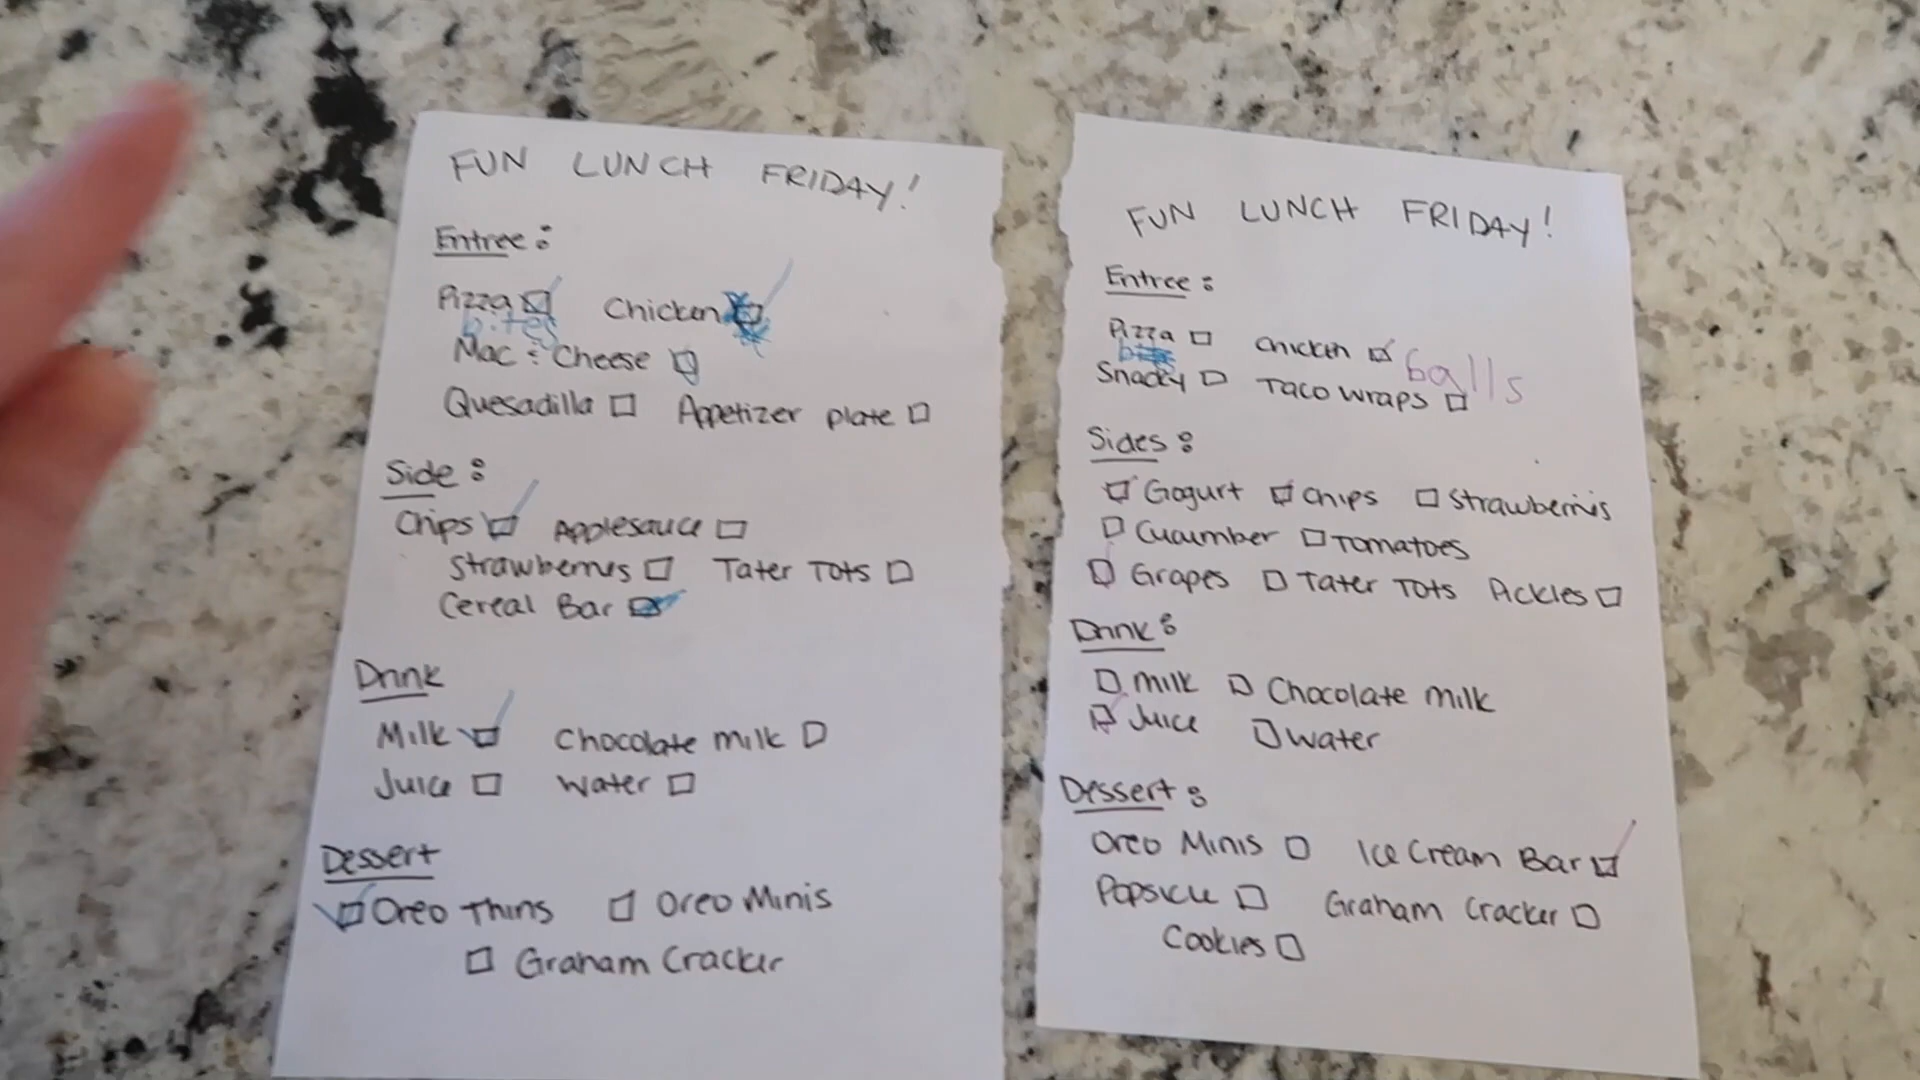 FUN LUNCH FRIDAY!
Entree:
Pizza Chicken
bites
Mac & Cheese
Quesadilla Appetizer plate
Side:
Chips Applesauce
Strawberries Tater Tots
Cereal Bar
Drink
Milk Chocolate milk
Juice Water
Dessert
Oreo Thins Oreo Minis
Graham Cracker
FUN LUNCH FRIDAY!
Entree:
Pizza Chicken balls
Snacky Taco wraps
Sides:
Gogurt Chips Strawberries
Cucumber Tomatoes
Grapes Tater Tots Pickles
Drink:
Milk Chocolate milk
Juice Water
Dessert:
Oreo Minis Ice Cream Bar
Popsicle Graham Cracker
Cookies